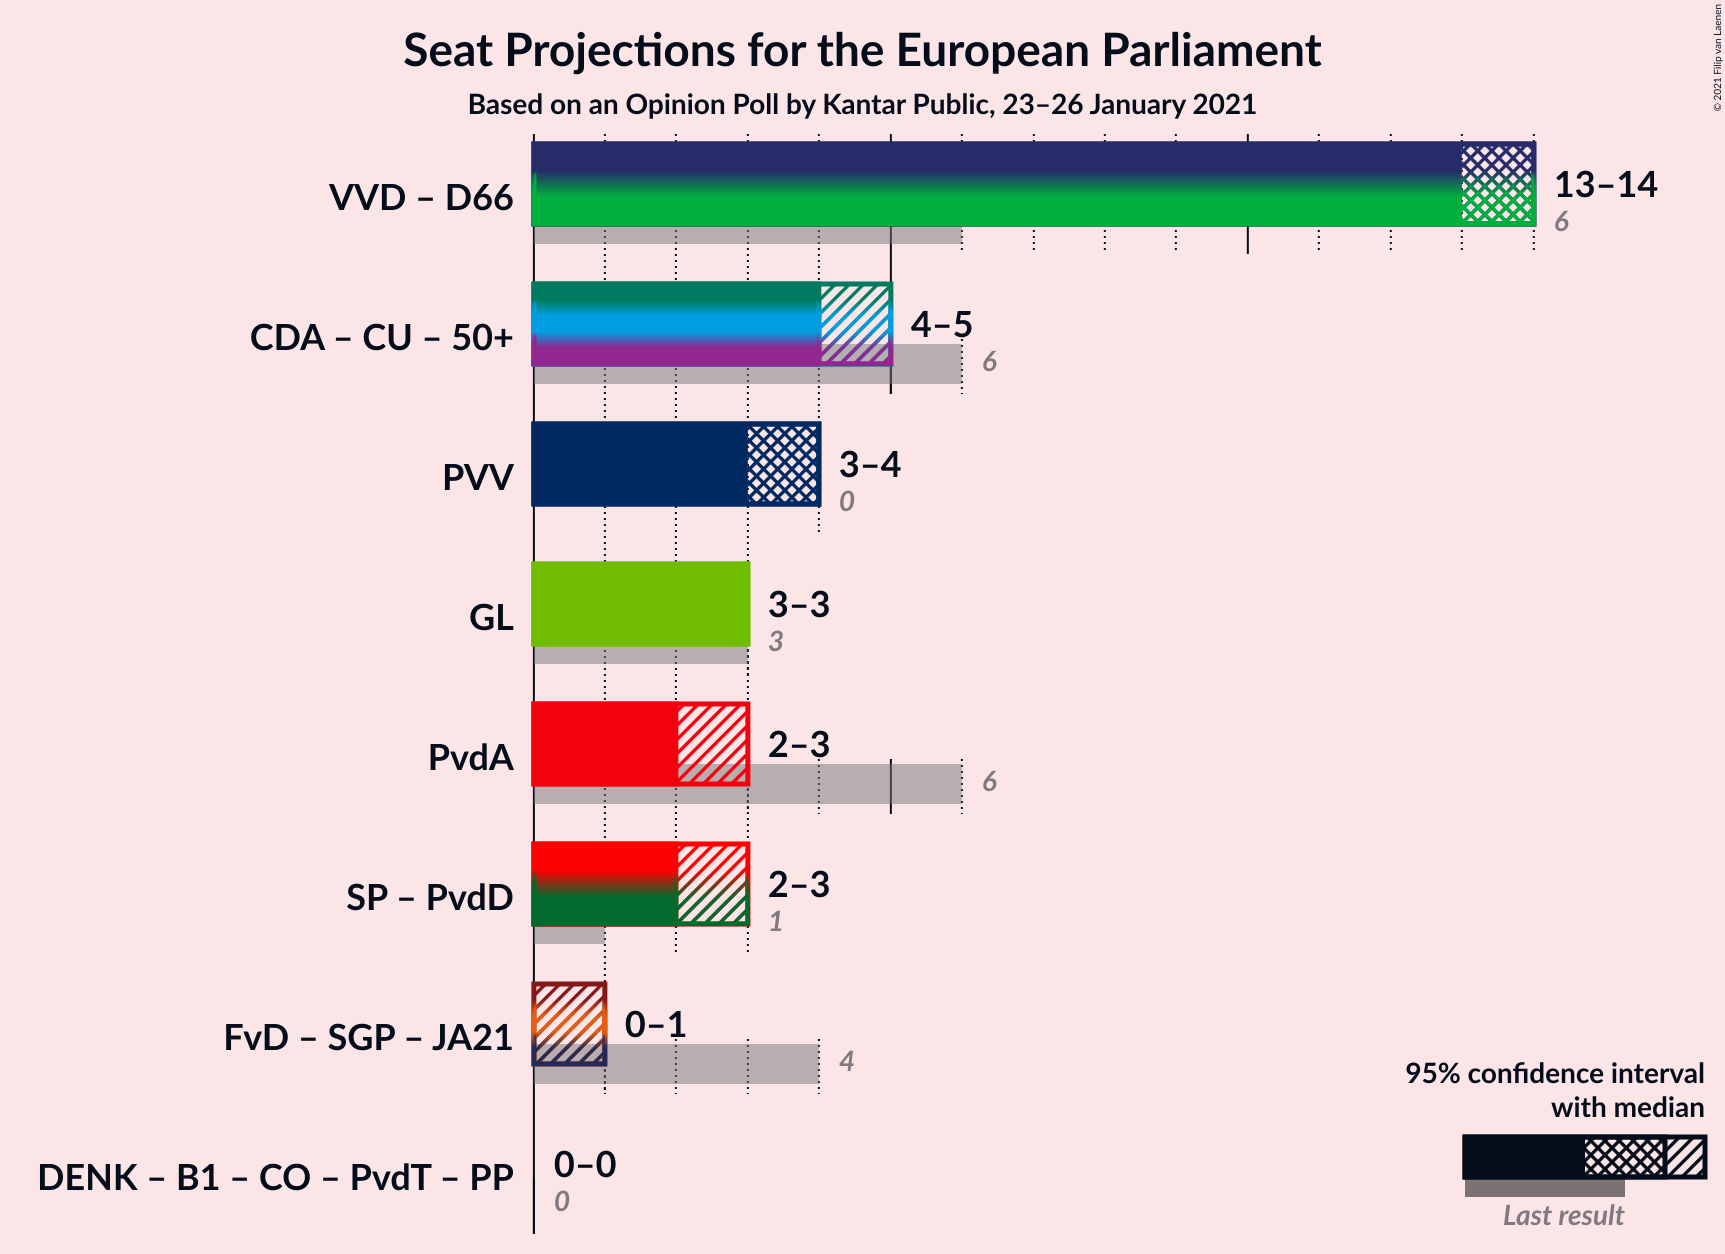 Seat Projections for the European Parliament
Based on an Opinion Poll by Kantar Public, 23–26 January 2021
© 2021 Filip van Laenen
VVD – D66
13–14
6
CDA – CU – 50+
4–5
6
PVV
3–4
0
GL
3–3
3
PvdA
2–3
6
SP – PvdD
2–3
1
FvD – SGP – JA21
0–1
4
DENK – B1 – CO – PvdT – PP
0–0
0
95% confidence interval
with median
Last result